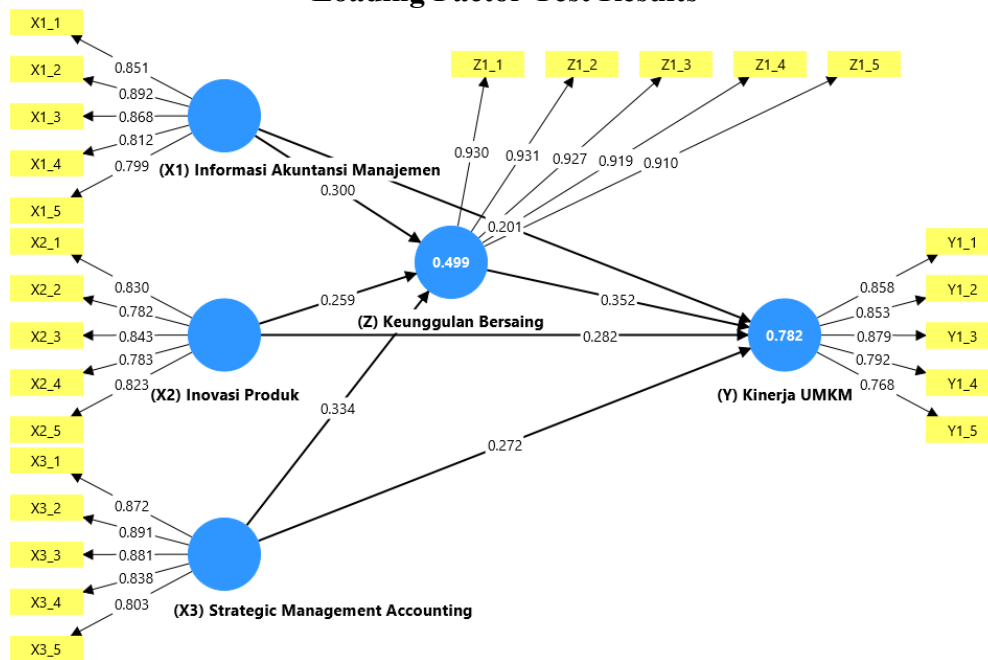 Loading Factor Test Results
X1_1
X1_2
X1_3
X1_4
X1_5
0.851
0.892
0.868
0.812
0.799
(X1) Informasi Akuntansi Manajemen
X2_1
X2_2
X2_3
X2_4
X2_5
0.830
0.782
0.843
0.783
0.823
(X2) Inovasi Produk
X3_1
X3_2
X3_3
X3_4
X3_5
0.872
0.891
0.881
0.838
0.803
(X3) Strategic Management Accounting
Z1_1
Z1_2
Z1_3
Z1_4
Z1_5
0.930
0.931
0.927
0.919
0.910
0.300
0.201
0.259
0.499
0.352
(Z) Keunggulan Bersaing
0.282
0.334
0.272
0.782
(Y) Kinerja UMKM
0.858
0.853
0.879
0.792
0.768
Y1_1
Y1_2
Y1_3
Y1_4
Y1_5